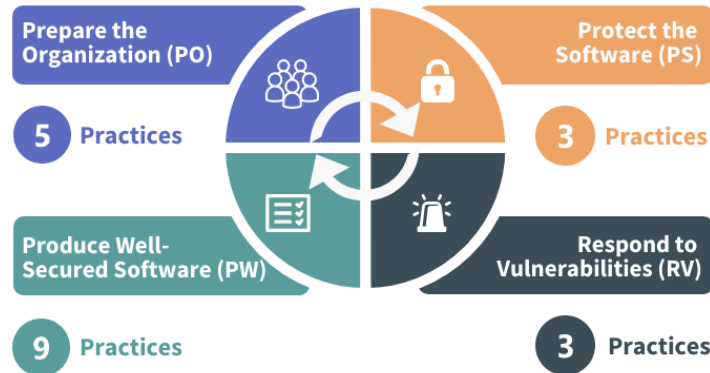 Prepare the
Organization (PO)
5 Practices
Protect the
Software (PS)
3 Practices
Produce Well-
Secured Software (PW)
9 Practices
Respond to
Vulnerabilities (RV)
3 Practices